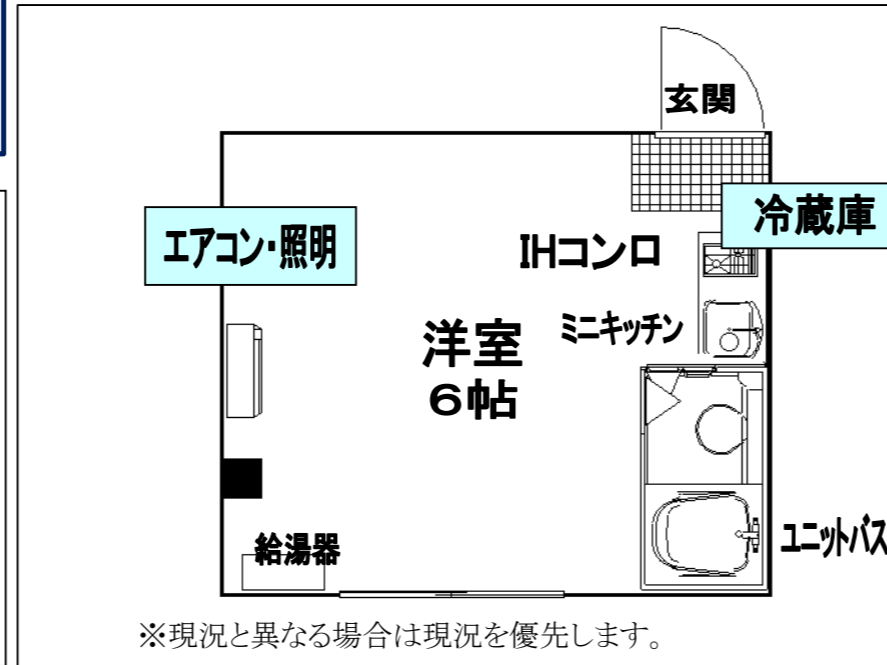 玄関
冷蔵庫
エアコン・照明
IHコンロ
ミニキッチン
洋室
6帖
ユニットバス
給湯器
※現況と異なる場合は現況を優先します。